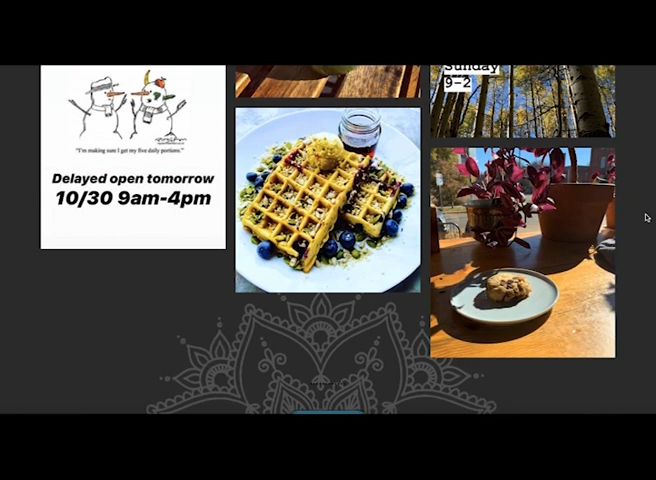 "I'm making sure I get my five daily portions."
Delayed open tomorrow
10/30 9am-4pm
Sunday
9-2